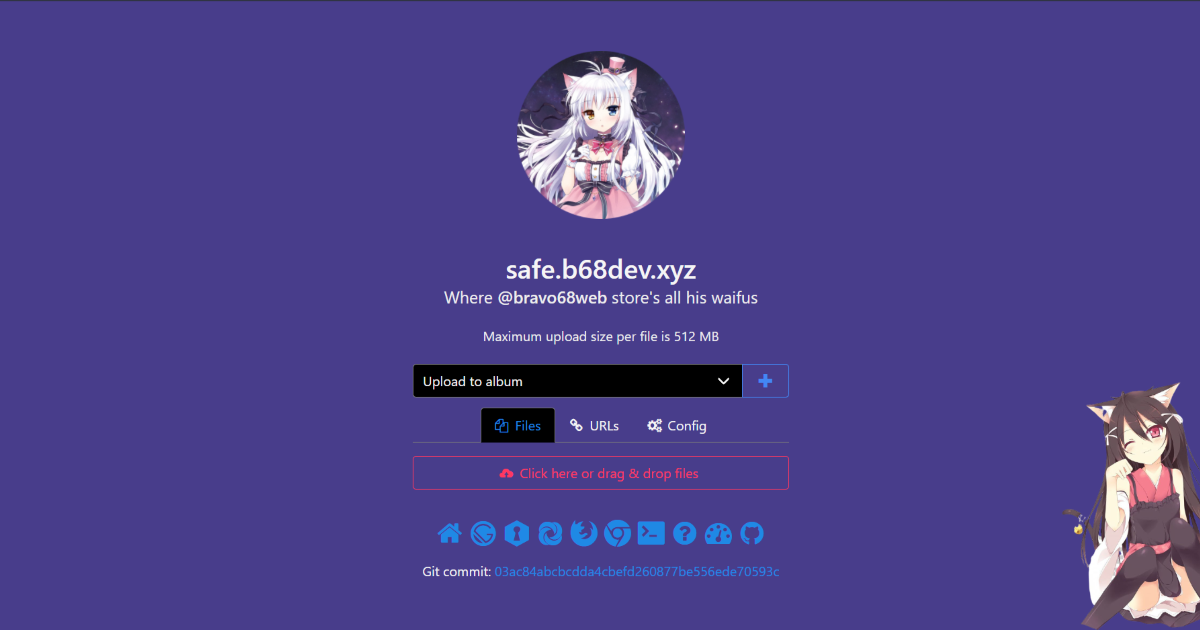 safe.b68dev.xyz
Where @bravo68web store's all his waifus
Maximum upload size per file is 512 MB
Upload to album
Files URLs Config
Click here or drag & drop files
Git commit: 03ac84abcbcdda4cbefd260877be556ede70593c